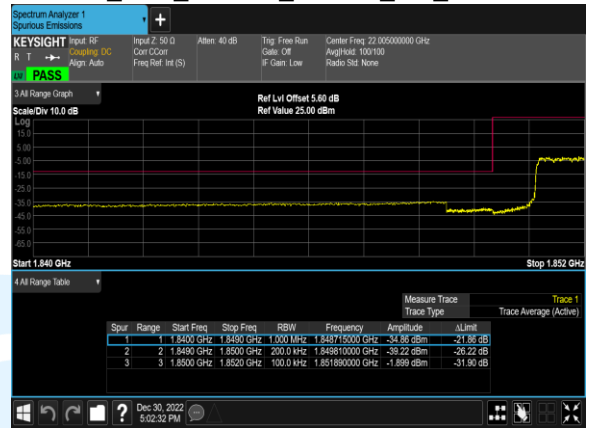 Spectrum Analyzer 1
Spurious Emissions
+
KEYSIGHT Input: RF Input Z: 50 Ω Atten: 40 dB Trig: Free Run Center Freq: 22.005000000 GHz
R T Coupling: DC Corr CCorr Gate: Off Avg|Hold: 100/100
Align: Auto Freq Ref: Int (S) IF Gain: Low Radio Std: None
PASS
3 All Range Graph
Ref Lvl Offset 5.60 dB
Scale/Div 10.0 dB Ref Value 25.00 dBm
Log
15.0
5.00
-5.00
-15.0
-25.0
-35.0
-45.0
-55.0
-65.0
Start 1.840 GHz Stop 1.852 GHz
4 All Range Table
Measure Trace Trace 1
Trace Type Trace Average (Active)
Spur Range Start Freq Stop Freq RBW Frequency Amplitude ΔLimit
1 1 1.8400 GHz 1.8490 GHz 1.000 MHz 1.848715000 GHz -34.86 dBm -21.86 dB
2 2 1.8490 GHz 1.8500 GHz 200.0 kHz 1.849810000 GHz -39.22 dBm -26.22 dB
3 3 1.8500 GHz 1.8520 GHz 100.0 kHz 1.851890000 GHz -1.899 dBm -31.90 dB
? Dec 30, 2022
5:02:32 PM